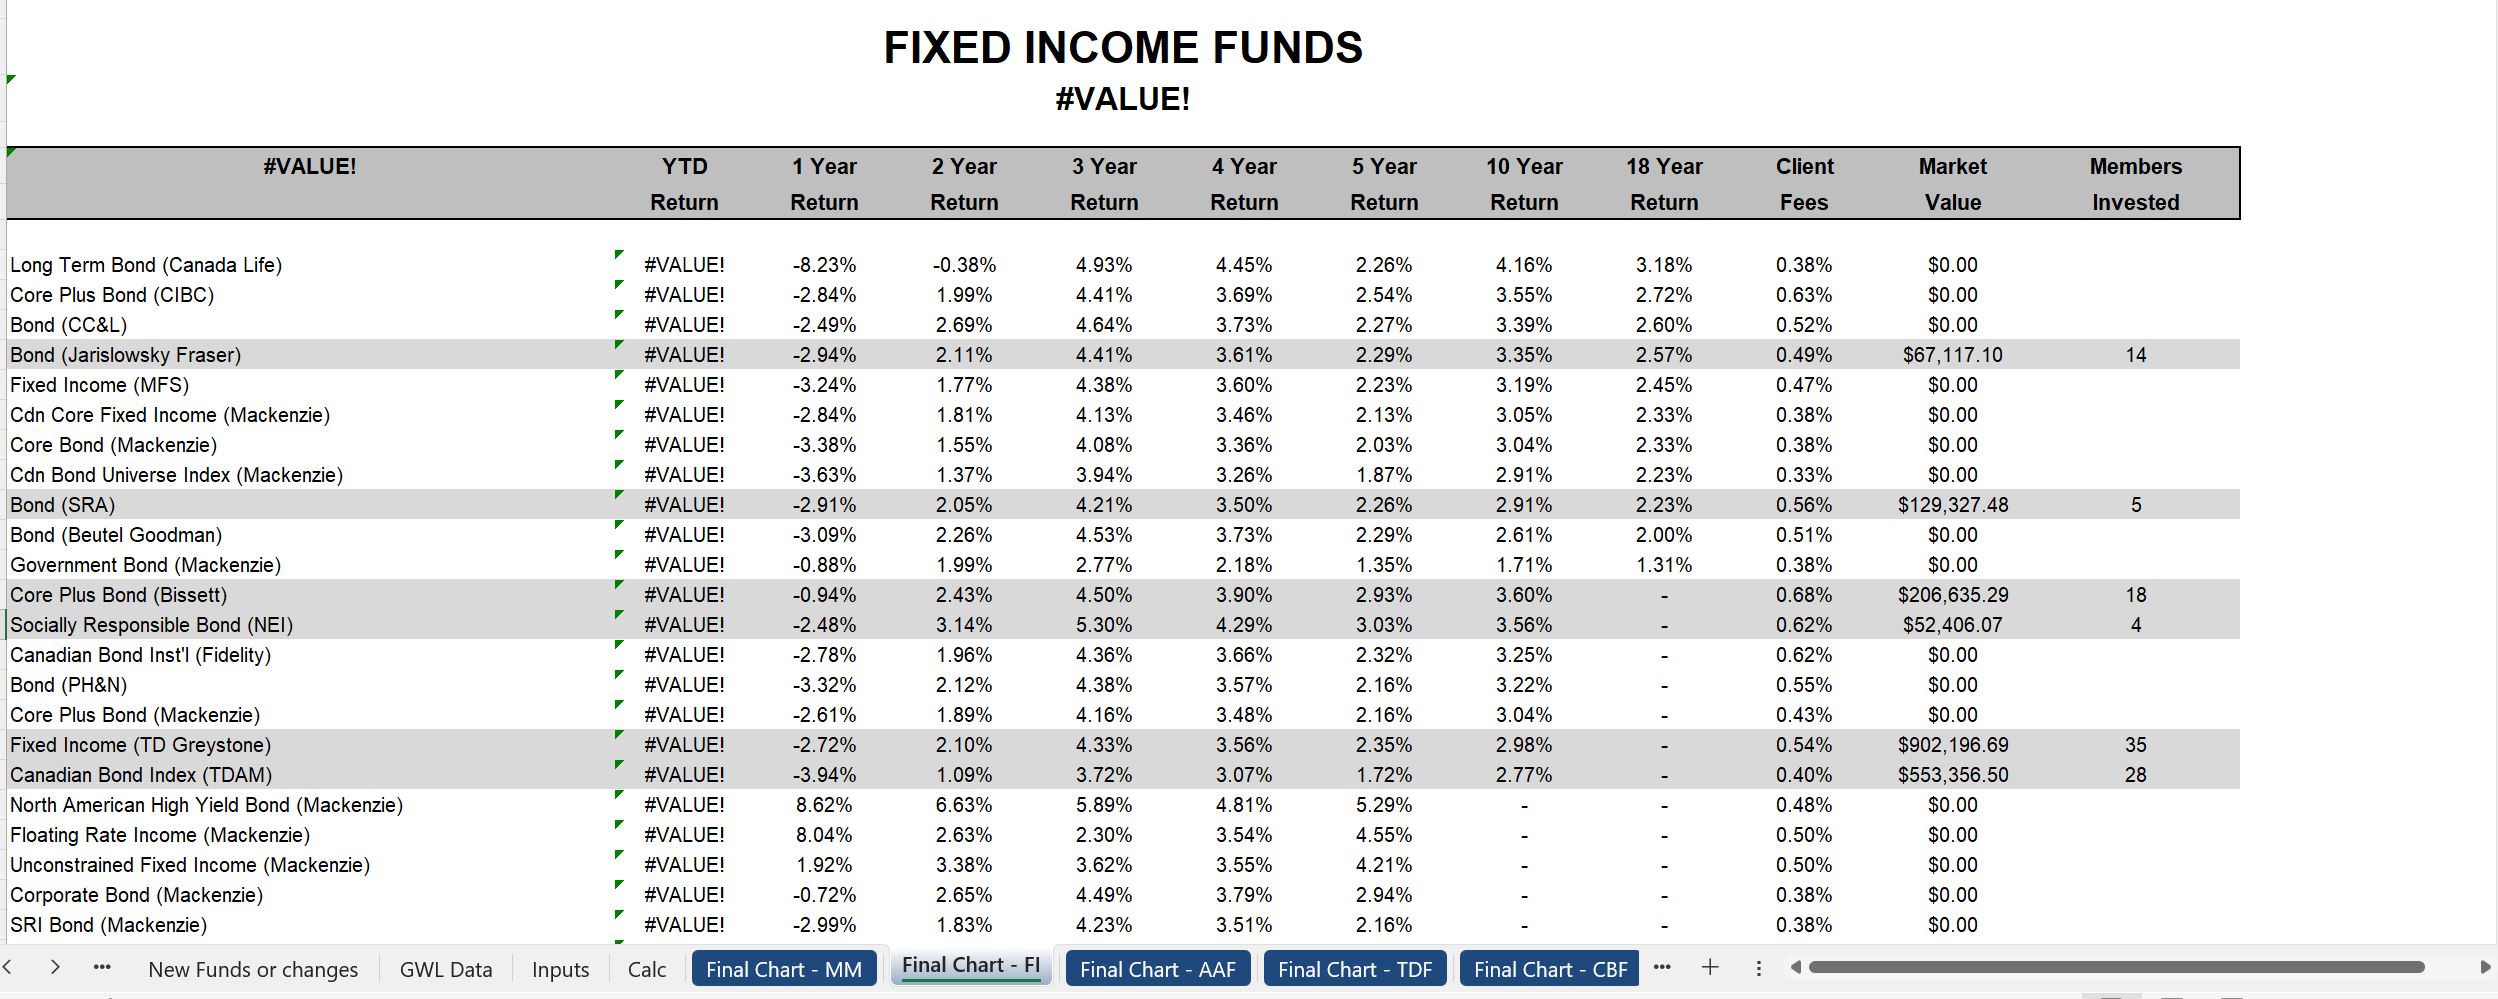 FIXED INCOME FUNDS
#VALUE!
#VALUE! YTD 1 Year 2 Year 3 Year 4 Year 5 Year 10 Year 18 Year Client Market Members
Return Return Return Return Return Return Return Return Fees Value Invested
Long Term Bond (Canada Life) #VALUE! -8.23% -0.38% 4.93% 4.45% 2.26% 4.16% 3.18% 0.38% $0.00
Core Plus Bond (CIBC) #VALUE! -2.84% 1.99% 4.41% 3.69% 2.54% 3.55% 2.72% 0.63% $0.00
Bond (CC&L) #VALUE! -2.49% 2.69% 4.64% 3.73% 2.27% 3.39% 2.60% 0.52% $0.00
Bond (Jarislowsky Fraser) #VALUE! -2.94% 2.11% 4.41% 3.61% 2.29% 3.35% 2.57% 0.49% $67,117.10 14
Fixed Income (MFS) #VALUE! -3.24% 1.77% 4.38% 3.60% 2.23% 3.19% 2.45% 0.47% $0.00
Cdn Core Fixed Income (Mackenzie) #VALUE! -2.84% 1.81% 4.13% 3.46% 2.13% 3.05% 2.33% 0.38% $0.00
Core Bond (Mackenzie) #VALUE! -3.38% 1.55% 4.08% 3.36% 2.03% 3.04% 2.33% 0.38% $0.00
Cdn Bond Universe Index (Mackenzie) #VALUE! -3.63% 1.37% 3.94% 3.26% 1.87% 2.91% 2.23% 0.33% $0.00
Bond (SRA) #VALUE! -2.91% 2.05% 4.21% 3.50% 2.26% 2.91% 2.23% 0.56% $129,327.48 5
Bond (Beutel Goodman) #VALUE! -3.09% 2.26% 4.53% 3.73% 2.29% 2.61% 2.00% 0.51% $0.00
Government Bond (Mackenzie) #VALUE! -0.88% 1.99% 2.77% 2.18% 1.35% 1.71% 1.31% 0.38% $0.00
Core Plus Bond (Bissett) #VALUE! -0.94% 2.43% 4.50% 3.90% 2.93% 3.60% - 0.68% $206,635.29 18
Socially Responsible Bond (NEI) #VALUE! -2.48% 3.14% 5.30% 4.29% 3.03% 3.56% - 0.62% $52,406.07 4
Canadian Bond Inst'l (Fidelity) #VALUE! -2.78% 1.96% 4.36% 3.66% 2.32% 3.25% - 0.62% $0.00
Bond (PH&N) #VALUE! -3.32% 2.12% 4.38% 3.57% 2.16% 3.22% - 0.55% $0.00
Core Plus Bond (Mackenzie) #VALUE! -2.61% 1.89% 4.16% 3.48% 2.16% 3.04% - 0.43% $0.00
Fixed Income (TD Greystone) #VALUE! -2.72% 2.10% 4.33% 3.56% 2.35% 2.98% - 0.54% $902,196.69 35
Canadian Bond Index (TDAM) #VALUE! -3.94% 1.09% 3.72% 3.07% 1.72% 2.77% - 0.40% $553,356.50 28
North American High Yield Bond (Mackenzie) #VALUE! 8.62% 6.63% 5.89% 4.81% 5.29% - - 0.48% $0.00
Floating Rate Income (Mackenzie) #VALUE! 8.04% 2.63% 2.30% 3.54% 4.55% - - 0.50% $0.00
Unconstrained Fixed Income (Mackenzie) #VALUE! 1.92% 3.38% 3.62% 3.55% 4.21% - - 0.50% $0.00
Corporate Bond (Mackenzie) #VALUE! -0.72% 2.65% 4.49% 3.79% 2.94% - - 0.38% $0.00
SRI Bond (Mackenzie) #VALUE! -2.99% 1.83% 4.23% 3.51% 2.16% - - 0.38% $0.00
New Funds or changes GWL Data Inputs Calc Final Chart - MM Final Chart - FI Final Chart - AAF Final Chart - TDF Final Chart - CBF